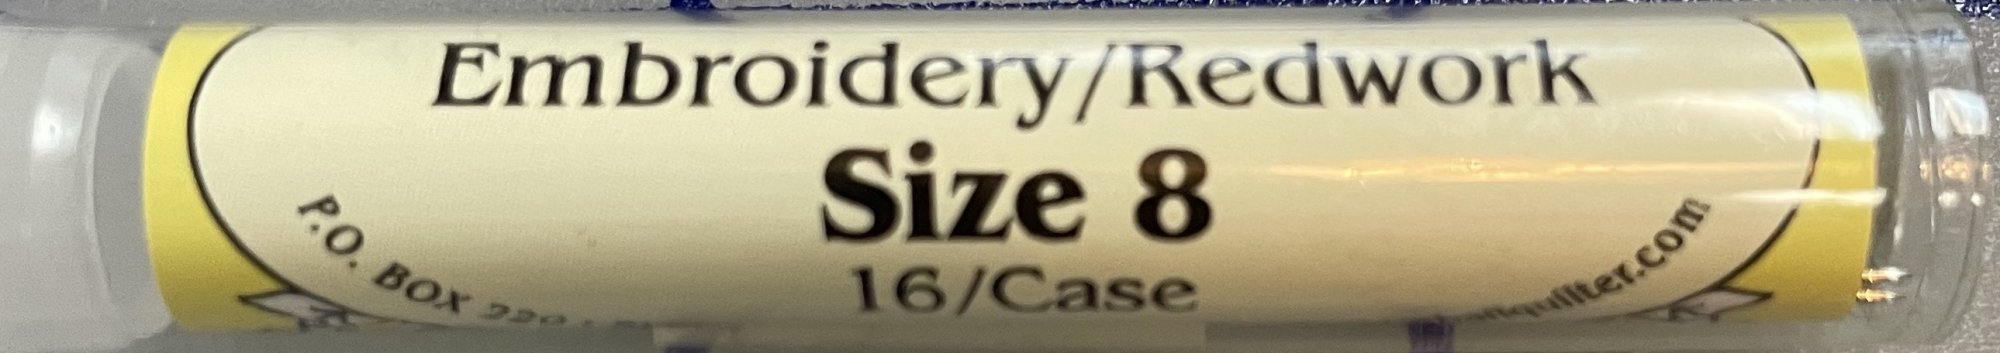 Embroidery/Redwork
Size 8
16/Case
P.O. BOX